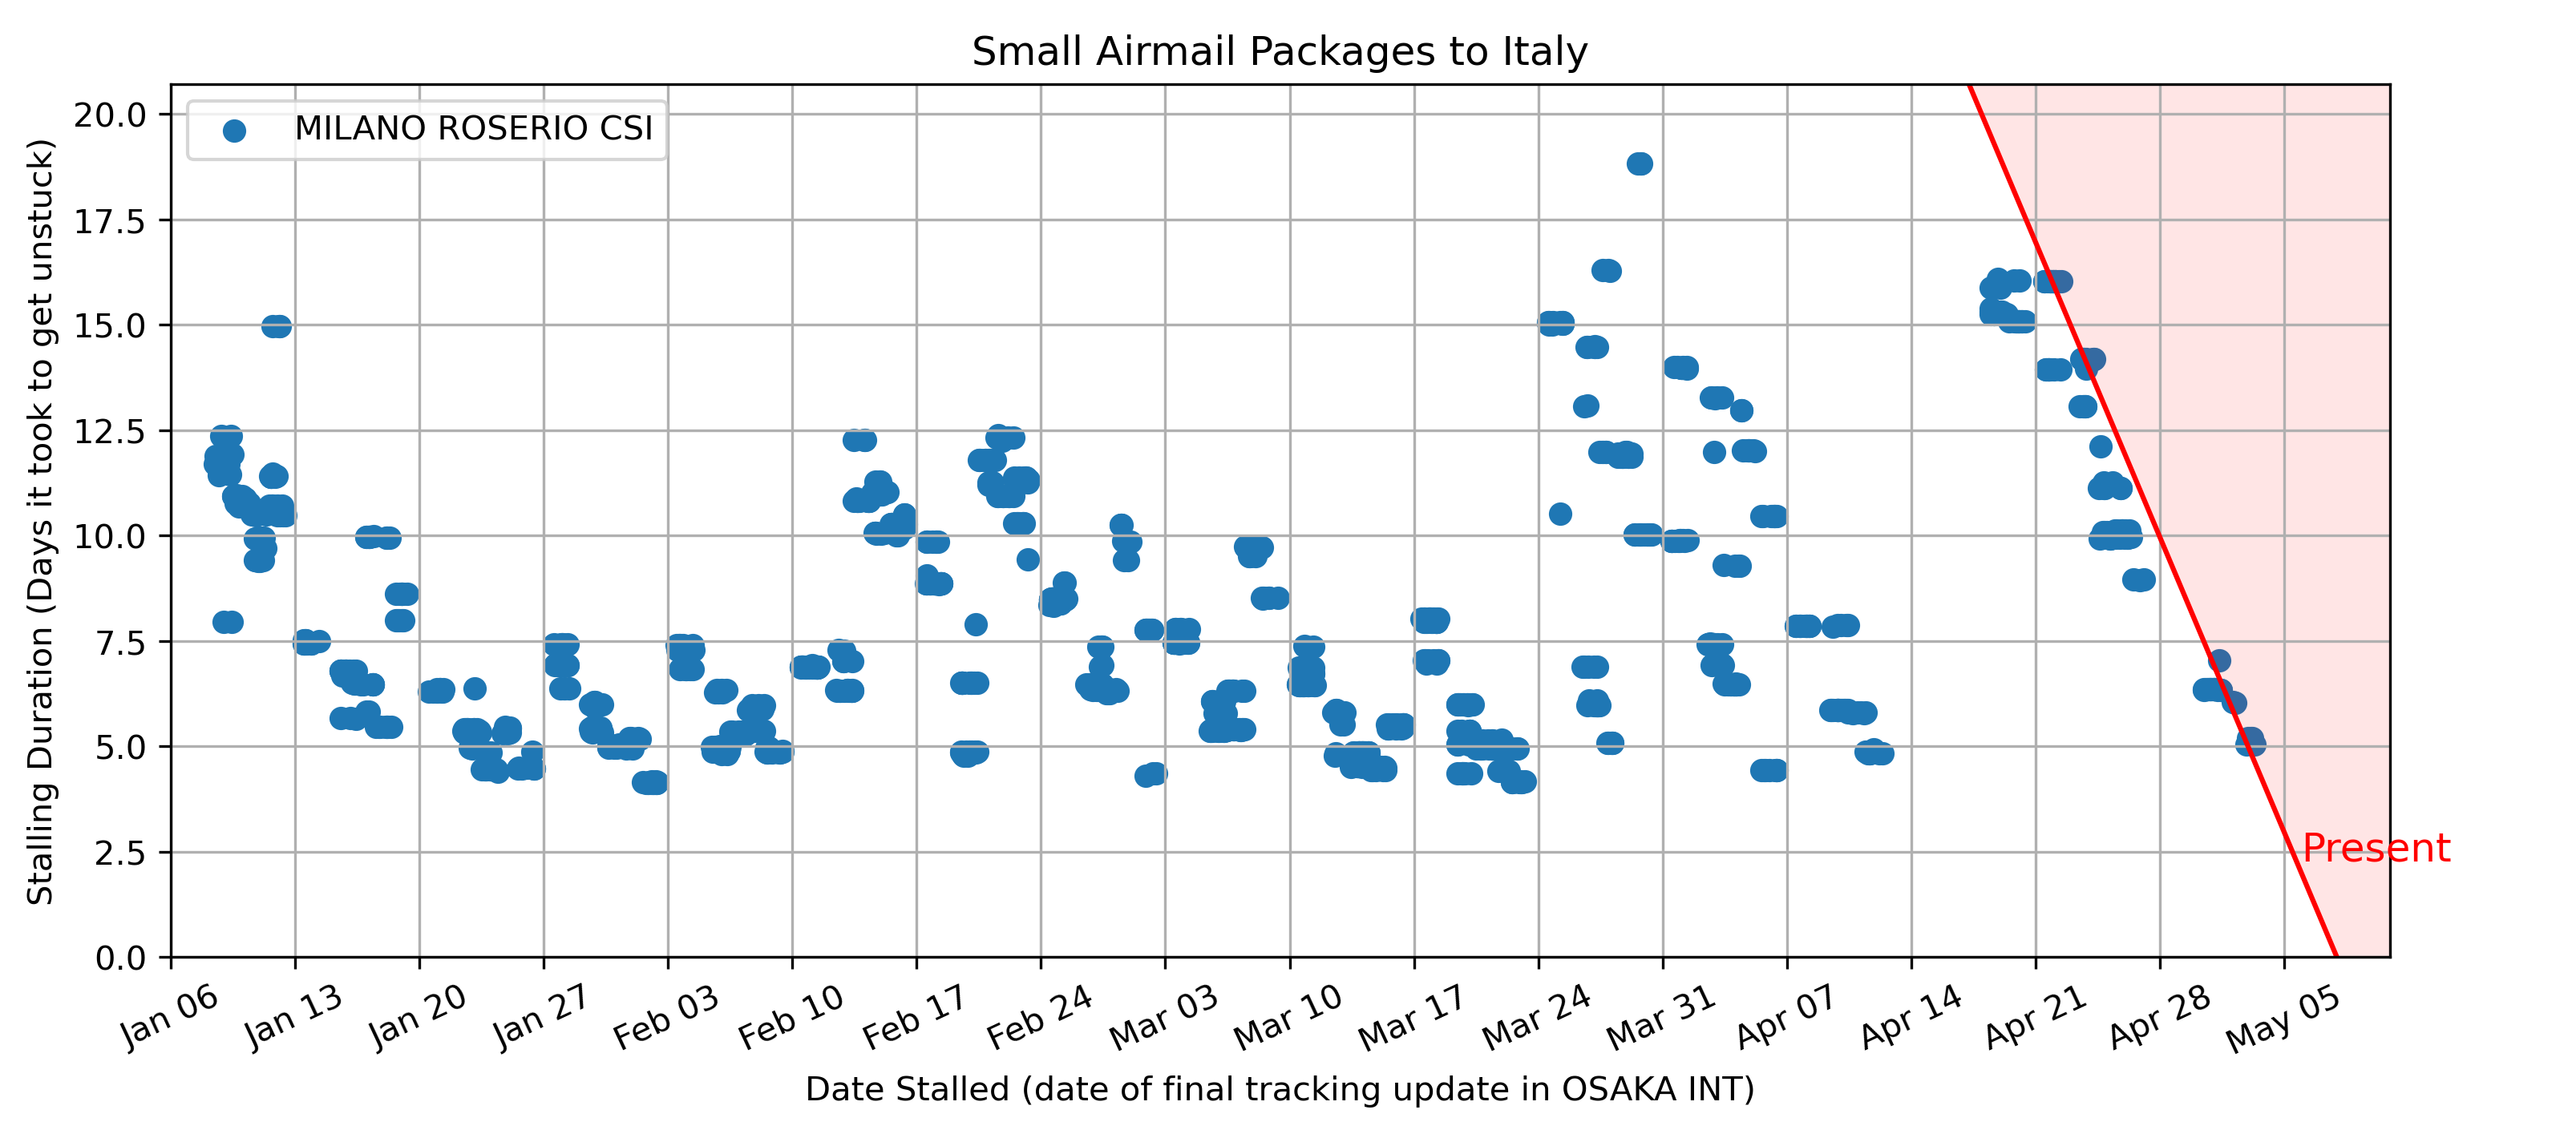 Small Airmail Packages to Italy
MILANO ROSERIO CSI
Stalling Duration (Days it took to get unstuck)
20.0
17.5
15.0
12.5
10.0
7.5
5.0
2.5
0.0
Present
Jan 06
Jan 13
Jan 20
Jan 27
Feb 03
Feb 10
Feb 17
Feb 24
Mar 03
Mar 10
Mar 17
Mar 24
Mar 31
Apr 07
Apr 14
Apr 21
Apr 28
May 05
Date Stalled (date of final tracking update in OSAKA INT)